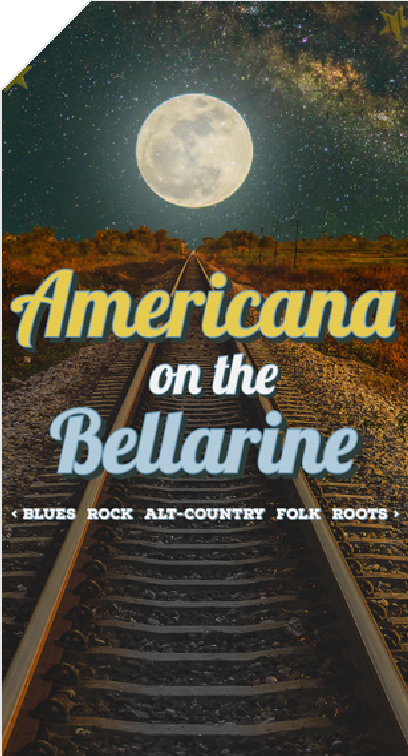 Americana
on the
Bellarine
< BLUES ROCK ALT-COUNTRY FOLK ROOTS >